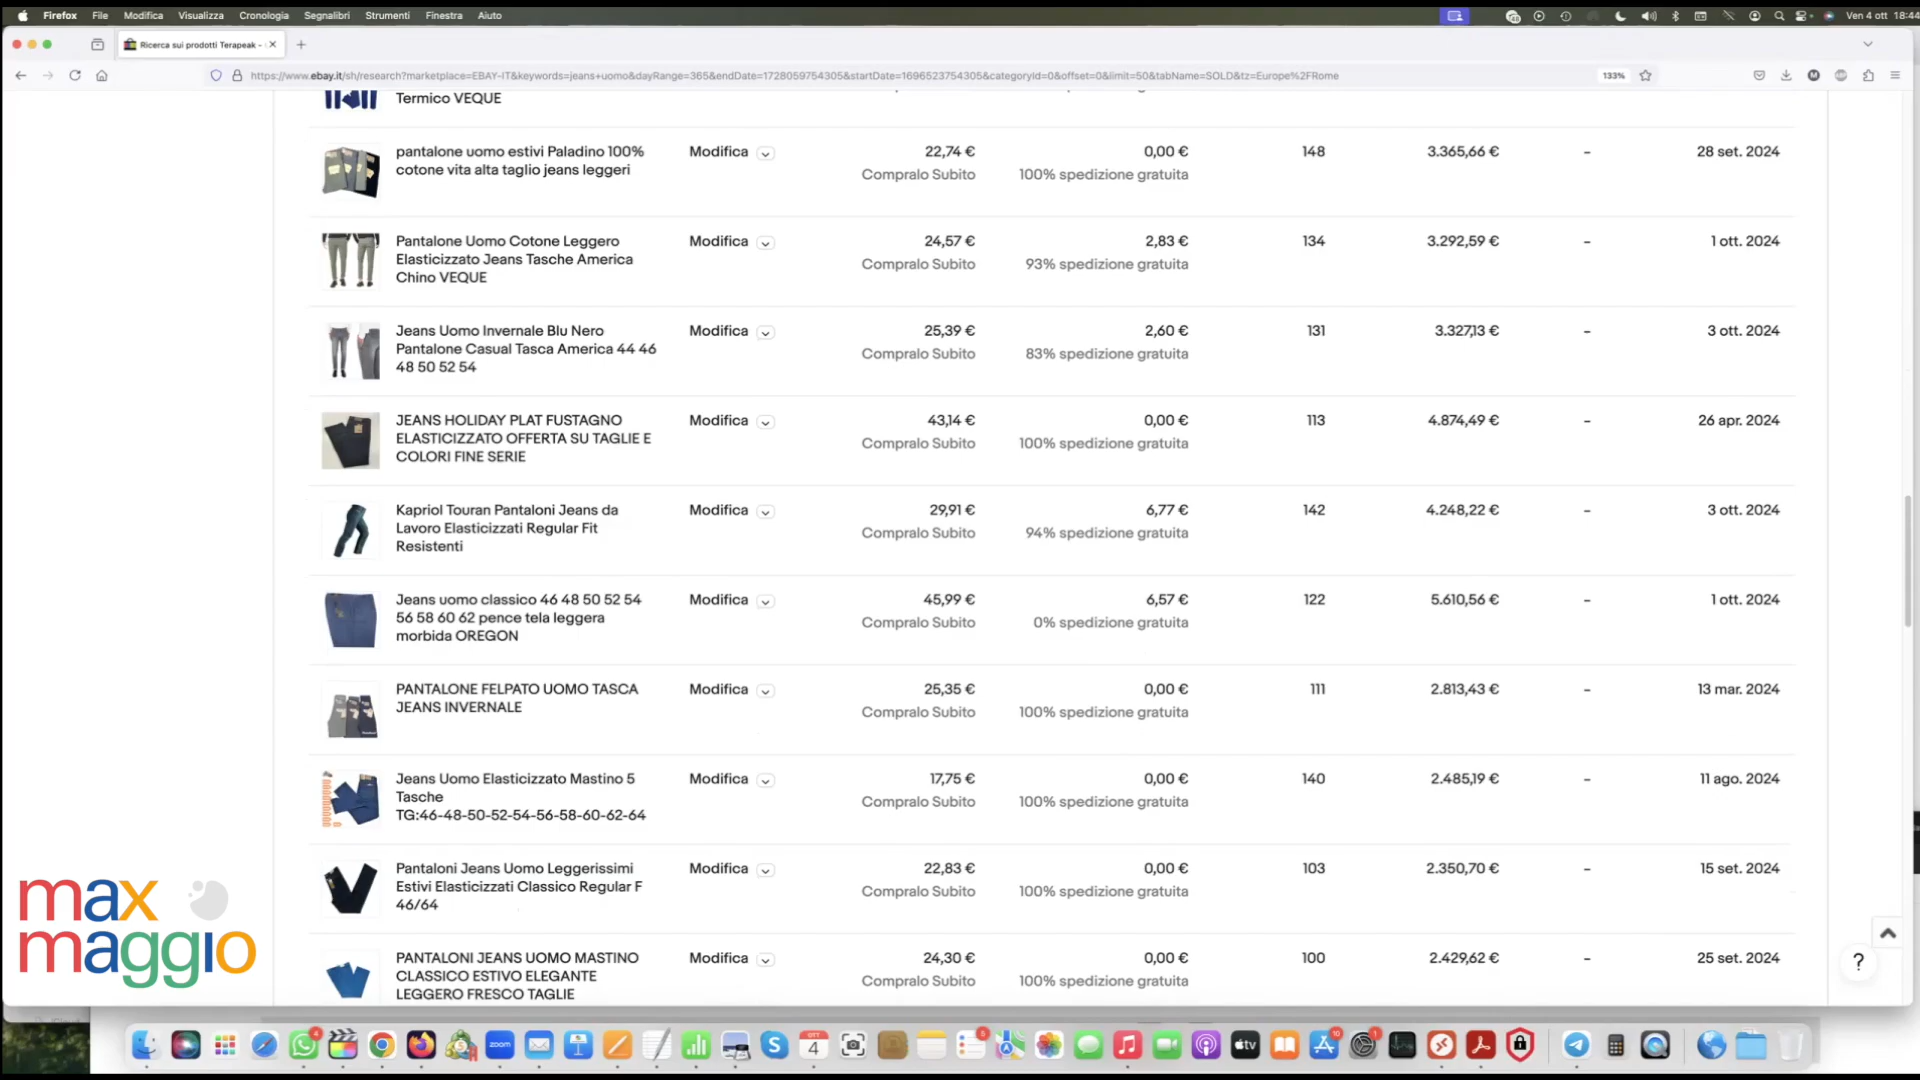 Firefox File Modifica Visualizza Cronologia Segnalibri Strumenti Finestra Aiuto
Ven 4 ott 18:44
Ricerca sui prodotti Terapeak -
https://www.ebay.it/sh/research?marketplace=EBAY-IT&keywords=jeans+uomo&dayRange=365&endDate=1728059754305&startDate=1696523754305&categoryId=0&offset=0&limit=50&tabName=SOLD&tz=Europe%2FRome
133%
Termico VEQUE
pantalone uomo estivi Paladino 100% Modifica 22,74 € 0,00 € 148 3.365,66 € - 28 set. 2024
cotone vita alta taglio jeans leggeri Compralo Subito 100% spedizione gratuita
Pantalone Uomo Cotone Leggero Modifica 24,57 € 2,83 € 134 3.292,59 € - 1 ott. 2024
Elasticizzato Jeans Tasche America Compralo Subito 93% spedizione gratuita
Chino VEQUE
Jeans Uomo Invernale Blu Nero Modifica 25,39 € 2,60 € 131 3.327,13 € - 3 ott. 2024
Pantalone Casual Tasca America 44 46 Compralo Subito 83% spedizione gratuita
48 50 52 54
JEANS HOLIDAY PLAT FUSTAGNO Modifica 43,14 € 0,00 € 113 4.874,49 € - 26 apr. 2024
ELASTICIZZATO OFFERTA SU TAGLIE E Compralo Subito 100% spedizione gratuita
COLORI FINE SERIE
Kapriol Touran Pantaloni Jeans da Modifica 29,91 € 6,77 € 142 4.248,22 € - 3 ott. 2024
Lavoro Elasticizzati Regular Fit Compralo Subito 94% spedizione gratuita
Resistenti
Jeans uomo classico 46 48 50 52 54 Modifica 45,99 € 6,57 € 122 5.610,56 € - 1 ott. 2024
56 58 60 62 pence tela leggera Compralo Subito 0% spedizione gratuita
morbida OREGON
PANTALONE FELPATO UOMO TASCA Modifica 25,35 € 0,00 € 111 2.813,43 € - 13 mar. 2024
JEANS INVERNALE Compralo Subito 100% spedizione gratuita
Jeans Uomo Elasticizzato Mastino 5 Modifica 17,75 € 0,00 € 140 2.485,19 € - 11 ago. 2024
Tasche Compralo Subito 100% spedizione gratuita
TG:46-48-50-52-54-56-58-60-62-64
Pantaloni Jeans Uomo Leggerissimi Modifica 22,83 € 0,00 € 103 2.350,70 € - 15 set. 2024
Estivi Elasticizzati Classico Regular F Compralo Subito 100% spedizione gratuita
46/64
PANTALONI JEANS UOMO MASTINO Modifica 24,30 € 0,00 € 100 2.429,62 € - 25 set. 2024
CLASSICO ESTIVO ELEGANTE Compralo Subito 100% spedizione gratuita
LEGGERO FRESCO TAGLIE
?
max
maggio
4
zoom
OTT
4
5
tv
10
1